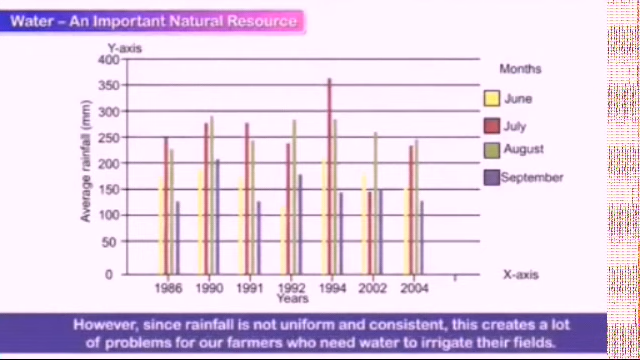 Water – An Important Natural Resource
Y-axis
400
350
300
250
200
150
100
50
0
Average rainfall (mm)
1986 1990 1991 1992 1994 2002 2004
Years
X-axis
Months
June
July
August
September
However, since rainfall is not uniform and consistent, this creates a lot
of problems for our farmers who need water to irrigate their fields.